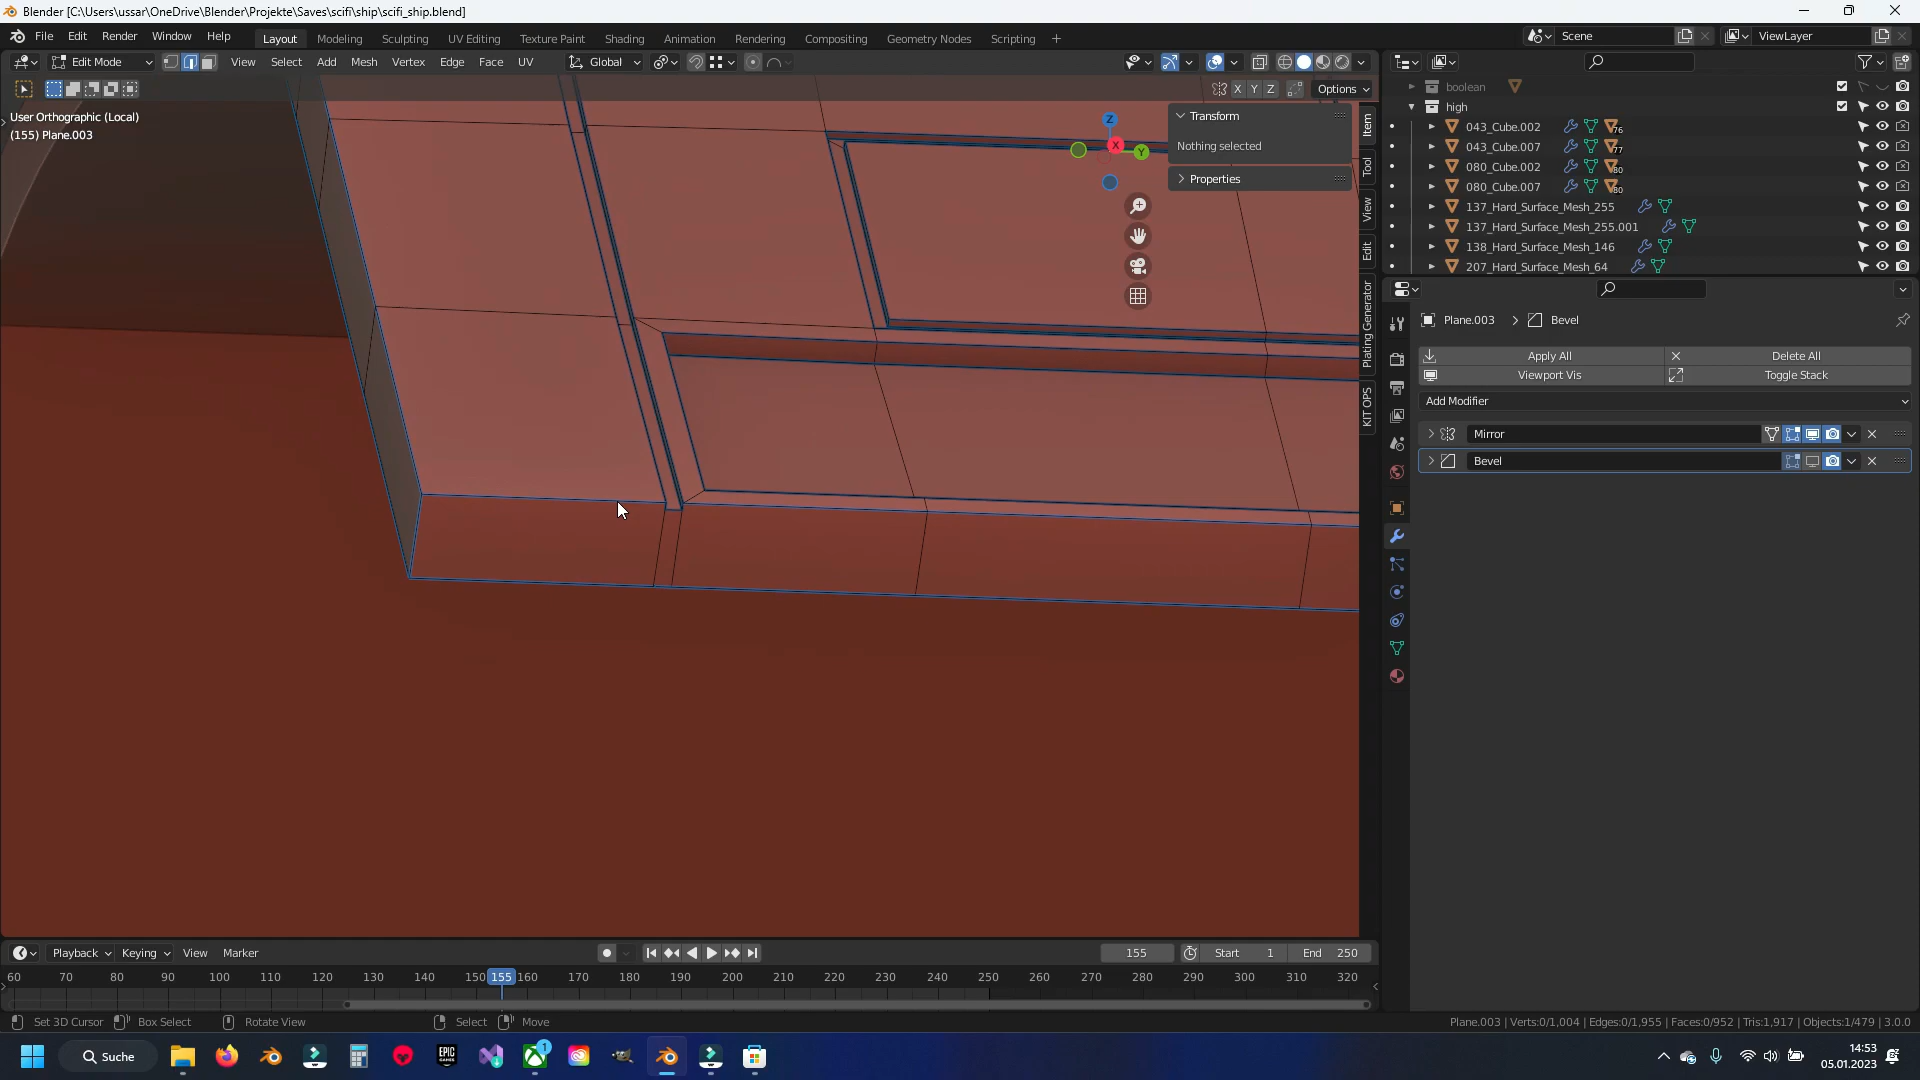 Blender [C:\Users\ussar\OneDrive\Blender\Projekte\Saves\scifi\ship\scifi_ship.blend]
File Edit Render Window Help Layout Modeling Sculpting UV Editing Texture Paint Shading Animation Rendering Compositing Geometry Nodes Scripting Scene ViewLayer
Edit Mode View Select Add Mesh Vertex Edge Face UV Global
X Y Z Options
User Orthographic (Local)
(155) Plane.003
Z
X
Y
Transform
Nothing selected
Properties
Item
Tool
View
Edit
Plating Generator
KIT OPS
boolean
high
043_Cube.002 76
043_Cube.007 77
080_Cube.002 80
080_Cube.007 80
137_Hard_Surface_Mesh_255
137_Hard_Surface_Mesh_255.001
138_Hard_Surface_Mesh_146
207_Hard_Surface_Mesh_64
Plane.003 Bevel
Apply All Delete All
Viewport Vis Toggle Stack
Add Modifier
Mirror
Bevel
Playback Keying View Marker 155 Start 1 End 250
60 70 80 90 100 110 120 130 140 150 155 160 170 180 190 200 210 220 230 240 250 260 270 280 290 300 310 320
Set 3D Cursor Box Select Rotate View Select Move Plane.003 | Verts:0/1,004 | Edges:0/1,955 | Faces:0/952 | Tris:1,917 | Objects:1/479 | 3.0.0
Suche EPIC GAMES 1 14:53
05.01.2023